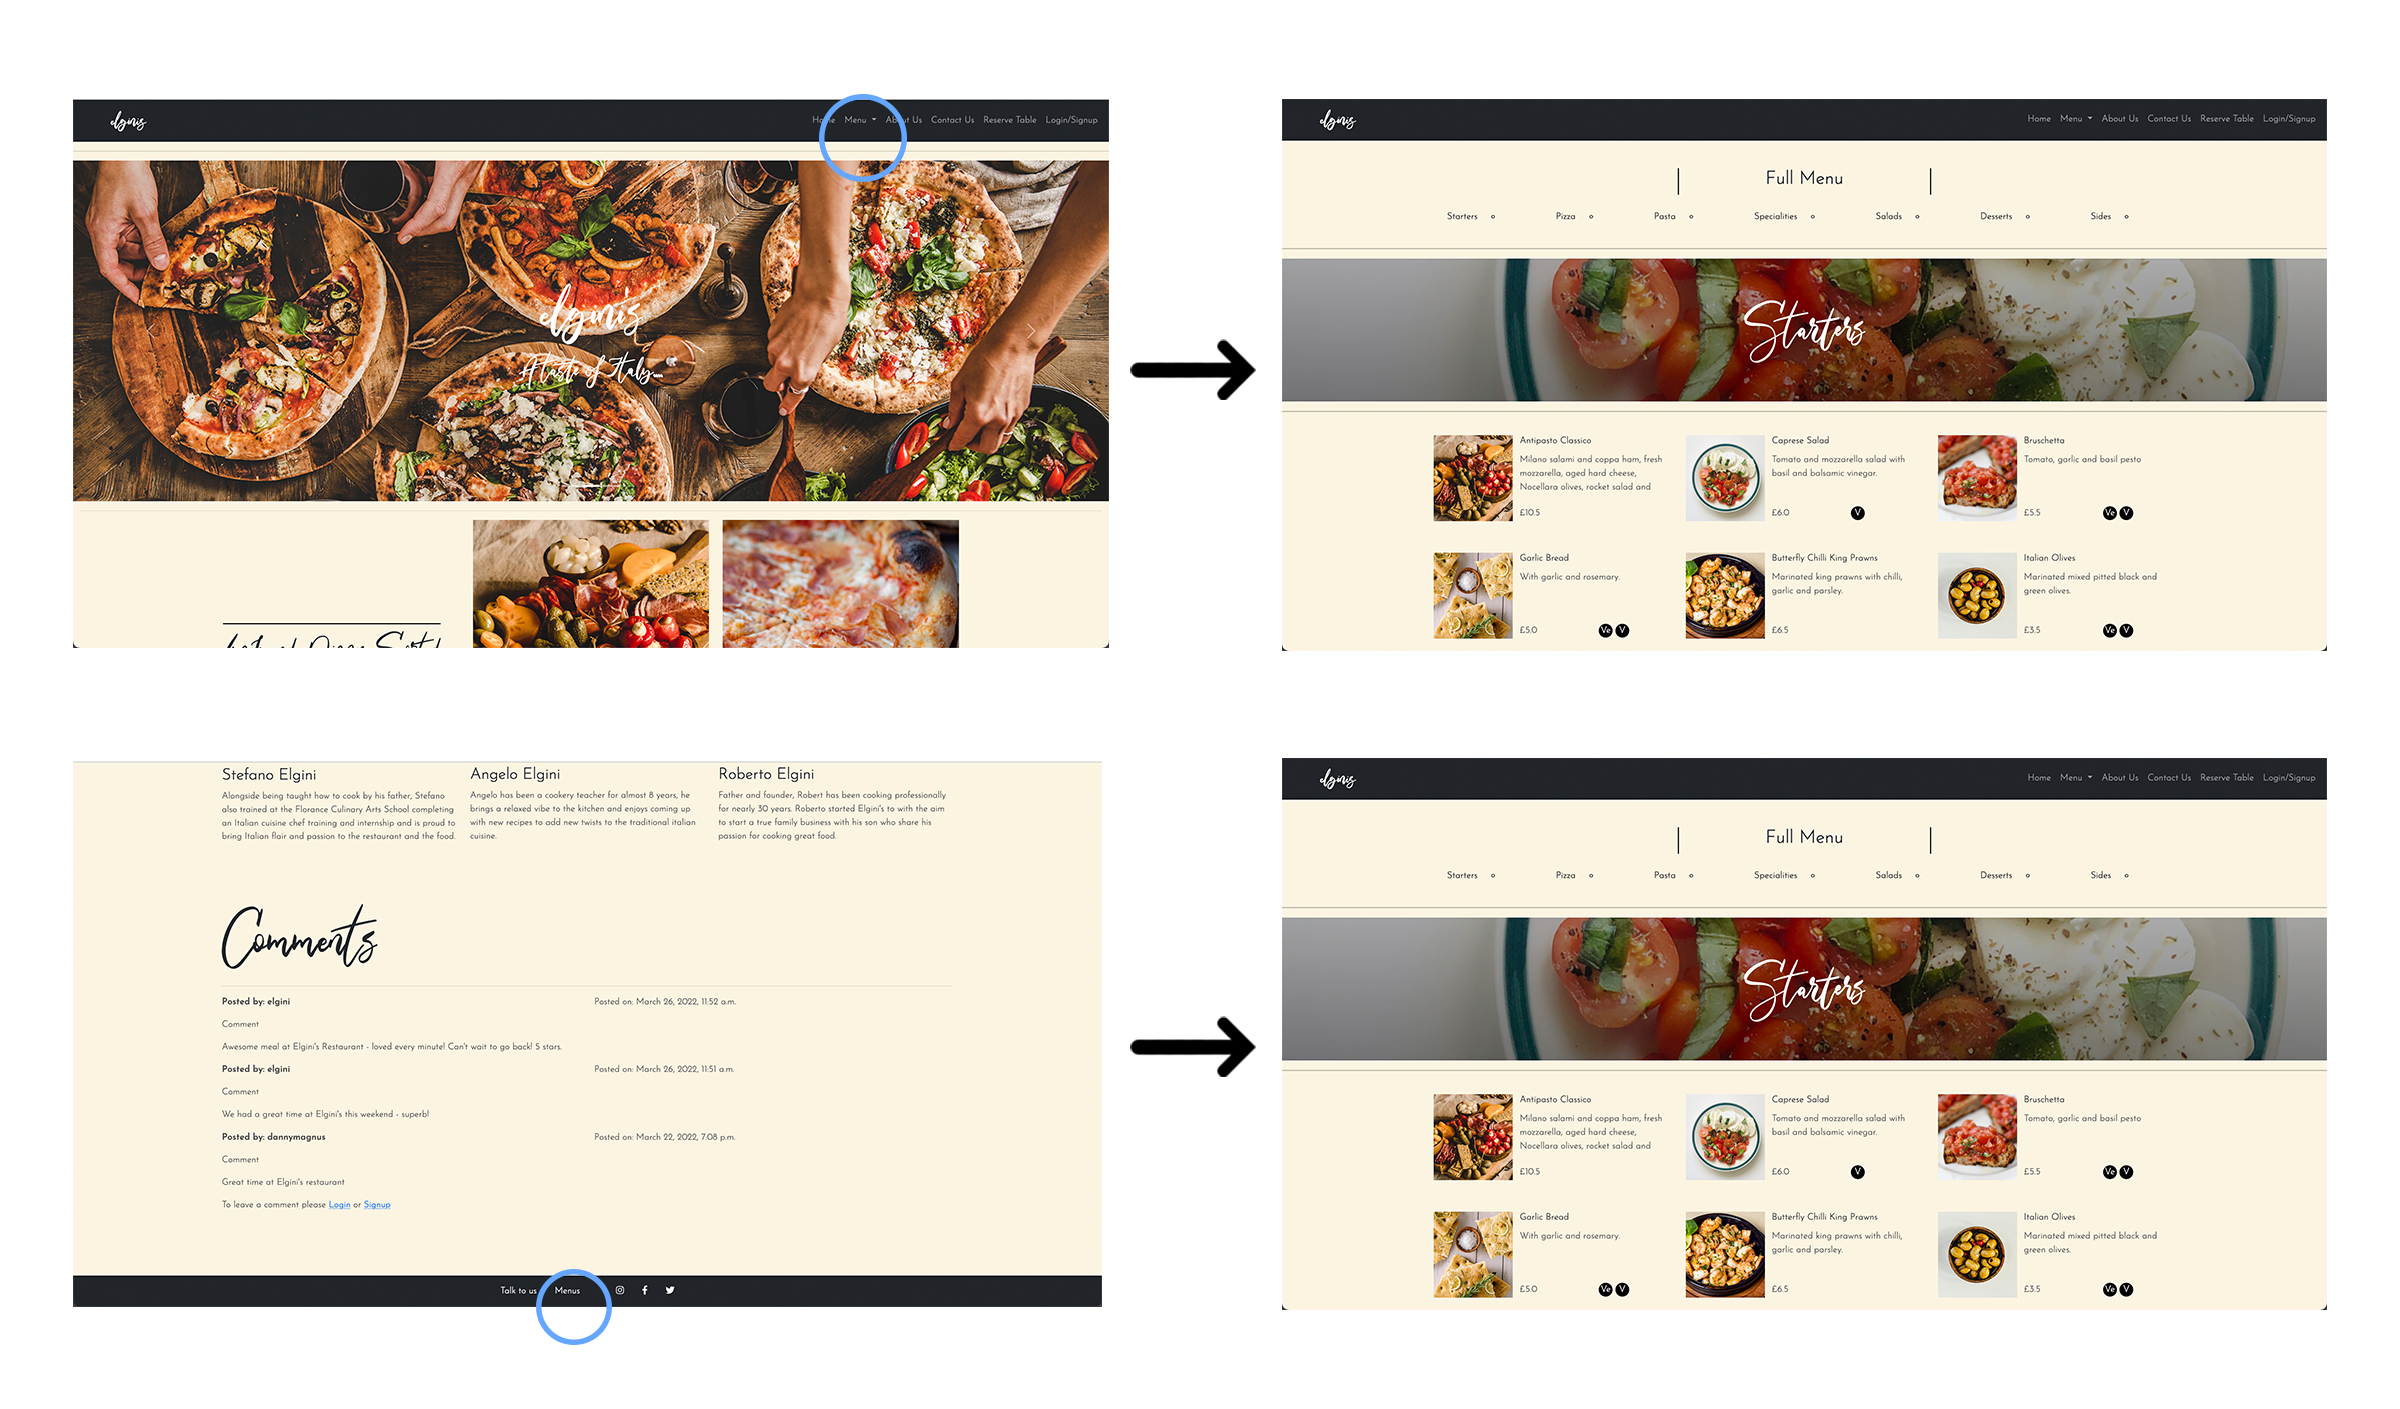 elginis
Home Menu About Us Contact Us Reserve Table Login/Signup
elgini's
A taste of Italy...
elginis
Home Menu About Us Contact Us Reserve Table Login/Signup
Full Menu
Starters Pizza Pasta Specialities Salads Desserts Sides
Starters
Antipasto Classico
Milano salami and coppa ham, fresh
mozzarella, aged hard cheese,
Nocellara olives, rocket salad and
£10.5
Caprese Salad
Tomato and mozzarella salad with
basil and balsamic vinegar.
£6.0 V
Bruschetta
Tomato, garlic and basil pesto
£5.5 Ve V
Garlic Bread
With garlic and rosemary.
£5.0 Ve V
Butterfly Chilli King Prawns
Marinated king prawns with chilli,
garlic and parsley.
£6.5
Italian Olives
Marinated mixed pitted black and
green olives.
£3.5 Ve V
Stefano Elgini
Alongside being taught how to cook by his father, Stefano
also trained at the Florance Culinary Arts School completing
an Italian cuisine chef training and internship and is proud to
bring Italian flair and passion to the restaurant and the food.
Angelo Elgini
Angelo has been a cookery teacher for almost 8 years, he
brings a relaxed vibe to the kitchen and enjoys coming up
with new recipes to add new twists to the traditional italian
cuisine.
Roberto Elgini
Father and founder, Robert has been cooking professionally
for nearly 30 years. Roberto started Elgini's to with the aim
to start a true family business with his son who share his
passion for cooking great food.
Comments
Posted by: elgini Posted on: March 26, 2022, 11:52 a.m.
Comment
Awesome meal at Elgini's Restaurant - loved every minute! Can't wait to go back! 5 stars.
Posted by: elgini Posted on: March 26, 2022, 11:51 a.m.
Comment
We had a great time at Elgini's this weekend - superb!
Posted by: dannymagnus Posted on: March 22, 2022, 7:08 p.m.
Comment
Great time at Elgini's restaurant
To leave a comment please Login or Signup
Talk to us Menus
elginis
Home Menu About Us Contact Us Reserve Table Login/Signup
Full Menu
Starters Pizza Pasta Specialities Salads Desserts Sides
Starters
Antipasto Classico
Milano salami and coppa ham, fresh
mozzarella, aged hard cheese,
Nocellara olives, rocket salad and
£10.5
Caprese Salad
Tomato and mozzarella salad with
basil and balsamic vinegar.
£6.0 V
Bruschetta
Tomato, garlic and basil pesto
£5.5 Ve V
Garlic Bread
With garlic and rosemary.
£5.0 Ve V
Butterfly Chilli King Prawns
Marinated king prawns with chilli,
garlic and parsley.
£6.5
Italian Olives
Marinated mixed pitted black and
green olives.
£3.5 Ve V